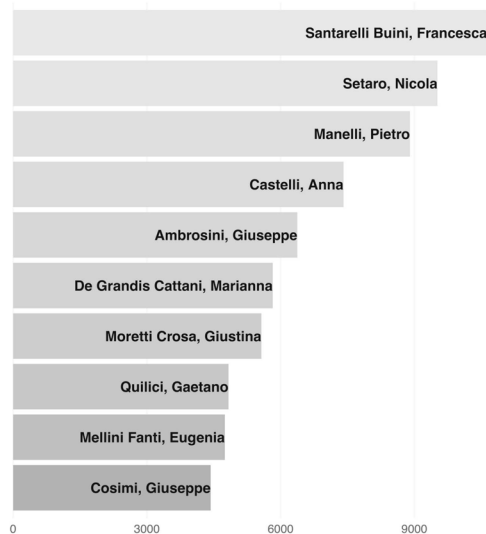 Santarelli Buini, Francesca
Setaro, Nicola
Manelli, Pietro
Castelli, Anna
Ambrosini, Giuseppe
De Grandis Cattani, Marianna
Moretti Crosa, Giustina
Quilici, Gaetano
Mellini Fanti, Eugenia
Cosimi, Giuseppe
0 3000 6000 9000